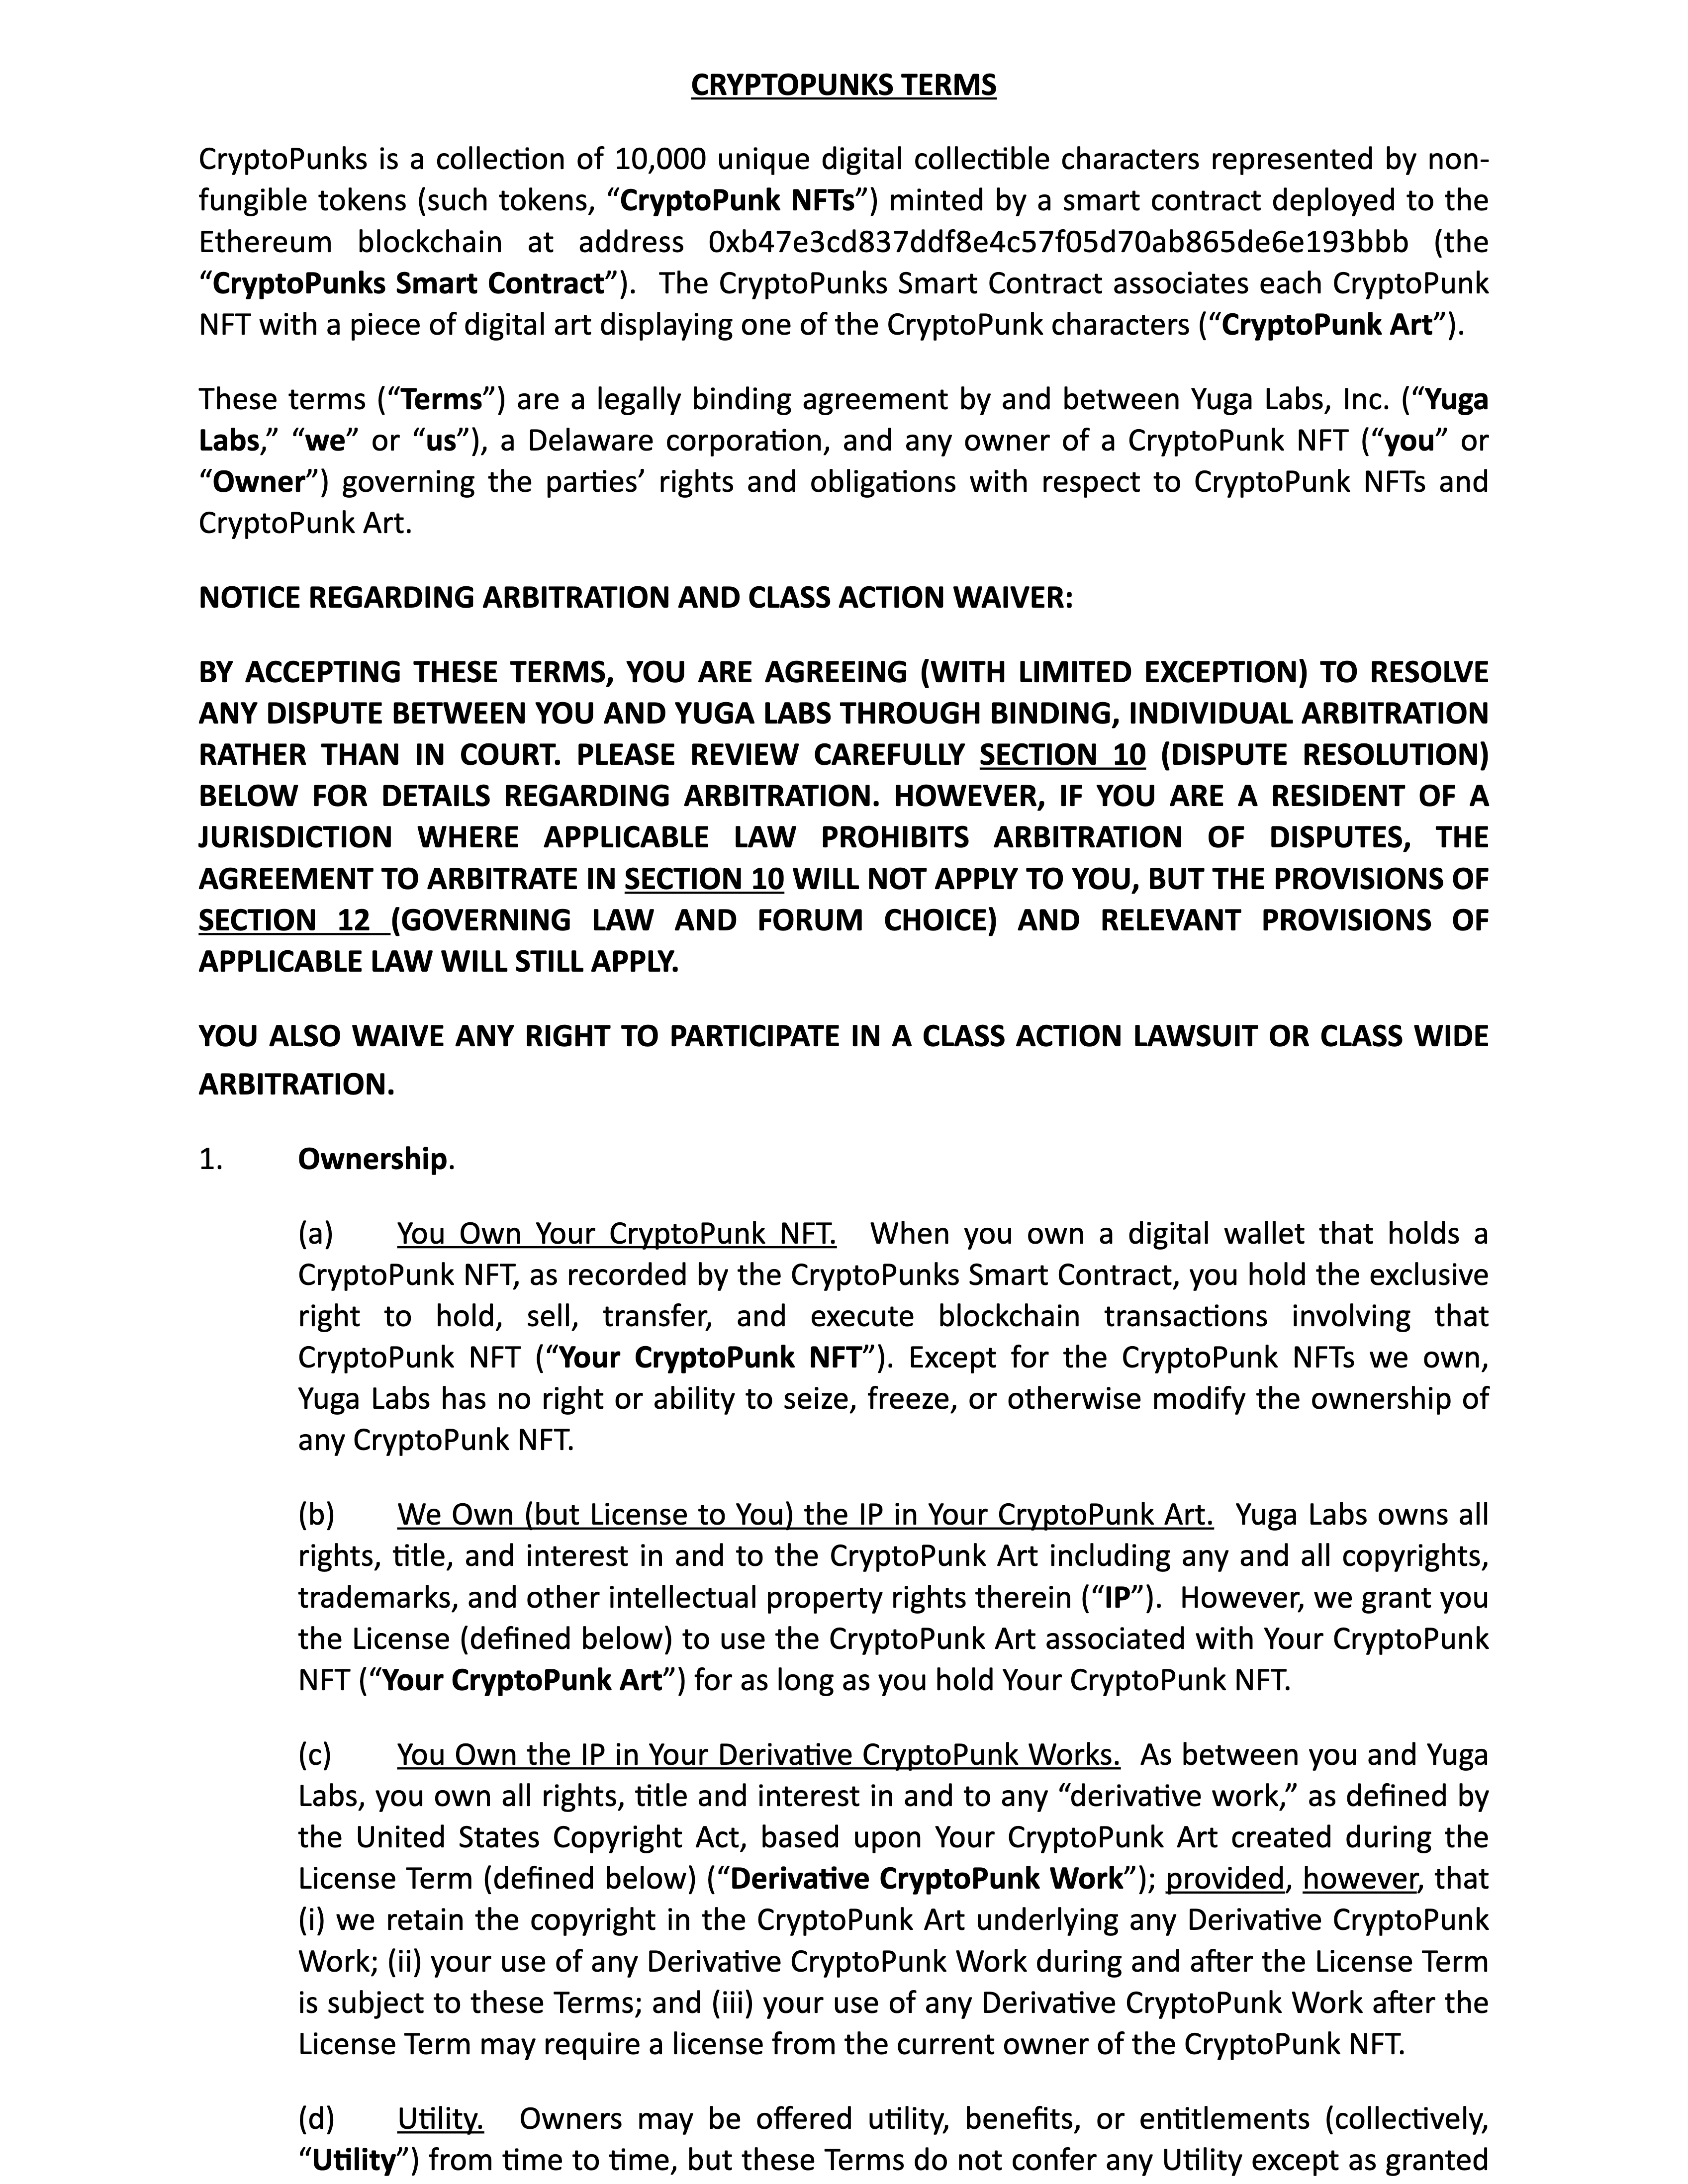 CRYPTOPUNKS TERMS
CryptoPunks is a collection of 10,000 unique digital collectible characters represented by non-
fungible tokens (such tokens, “CryptoPunk NFTs”) minted by a smart contract deployed to the
Ethereum blockchain at address 0xb47e3cd837ddf8e4c57f05d70ab865de6e193bbb (the
“CryptoPunks Smart Contract”). The CryptoPunks Smart Contract associates each CryptoPunk
NFT with a piece of digital art displaying one of the CryptoPunk characters (“CryptoPunk Art”).
These terms (“Terms”) are a legally binding agreement by and between Yuga Labs, Inc. (“Yuga
Labs,” “we” or “us”), a Delaware corporation, and any owner of a CryptoPunk NFT (“you” or
“Owner”) governing the parties’ rights and obligations with respect to CryptoPunk NFTs and
CryptoPunk Art.
NOTICE REGARDING ARBITRATION AND CLASS ACTION WAIVER:
BY ACCEPTING THESE TERMS, YOU ARE AGREEING (WITH LIMITED EXCEPTION) TO RESOLVE
ANY DISPUTE BETWEEN YOU AND YUGA LABS THROUGH BINDING, INDIVIDUAL ARBITRATION
RATHER THAN IN COURT. PLEASE REVIEW CAREFULLY SECTION 10 (DISPUTE RESOLUTION)
BELOW FOR DETAILS REGARDING ARBITRATION. HOWEVER, IF YOU ARE A RESIDENT OF A
JURISDICTION WHERE APPLICABLE LAW PROHIBITS ARBITRATION OF DISPUTES, THE
AGREEMENT TO ARBITRATE IN SECTION 10 WILL NOT APPLY TO YOU, BUT THE PROVISIONS OF
SECTION 12 (GOVERNING LAW AND FORUM CHOICE) AND RELEVANT PROVISIONS OF
APPLICABLE LAW WILL STILL APPLY.
YOU ALSO WAIVE ANY RIGHT TO PARTICIPATE IN A CLASS ACTION LAWSUIT OR CLASS WIDE
ARBITRATION.
1. Ownership.
(a) You Own Your CryptoPunk NFT. When you own a digital wallet that holds a
CryptoPunk NFT, as recorded by the CryptoPunks Smart Contract, you hold the exclusive
right to hold, sell, transfer, and execute blockchain transactions involving that
CryptoPunk NFT (“Your CryptoPunk NFT”). Except for the CryptoPunk NFTs we own,
Yuga Labs has no right or ability to seize, freeze, or otherwise modify the ownership of
any CryptoPunk NFT.
(b) We Own (but License to You) the IP in Your CryptoPunk Art. Yuga Labs owns all
rights, title, and interest in and to the CryptoPunk Art including any and all copyrights,
trademarks, and other intellectual property rights therein (“IP”). However, we grant you
the License (defined below) to use the CryptoPunk Art associated with Your CryptoPunk
NFT (“Your CryptoPunk Art”) for as long as you hold Your CryptoPunk NFT.
(c) You Own the IP in Your Derivative CryptoPunk Works. As between you and Yuga
Labs, you own all rights, title and interest in and to any “derivative work,” as defined by
the United States Copyright Act, based upon Your CryptoPunk Art created during the
License Term (defined below) (“Derivative CryptoPunk Work”); provided, however, that
(i) we retain the copyright in the CryptoPunk Art underlying any Derivative CryptoPunk
Work; (ii) your use of any Derivative CryptoPunk Work during and after the License Term
is subject to these Terms; and (iii) your use of any Derivative CryptoPunk Work after the
License Term may require a license from the current owner of the CryptoPunk NFT.
(d) Utility. Owners may be offered utility, benefits, or entitlements (collectively,
“Utility”) from time to time, but these Terms do not confer any Utility except as granted